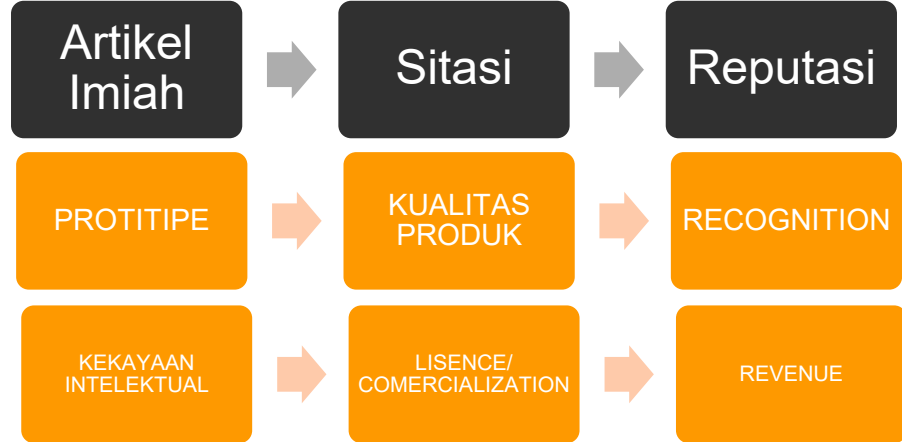 Artikel
Imiah
Sitasi
Reputasi
PROTITIPE
KUALITAS
PRODUK
RECOGNITION
KEKAYAAN
INTELEKTUAL
LISENCE/
COMERCIALIZATION
REVENUE